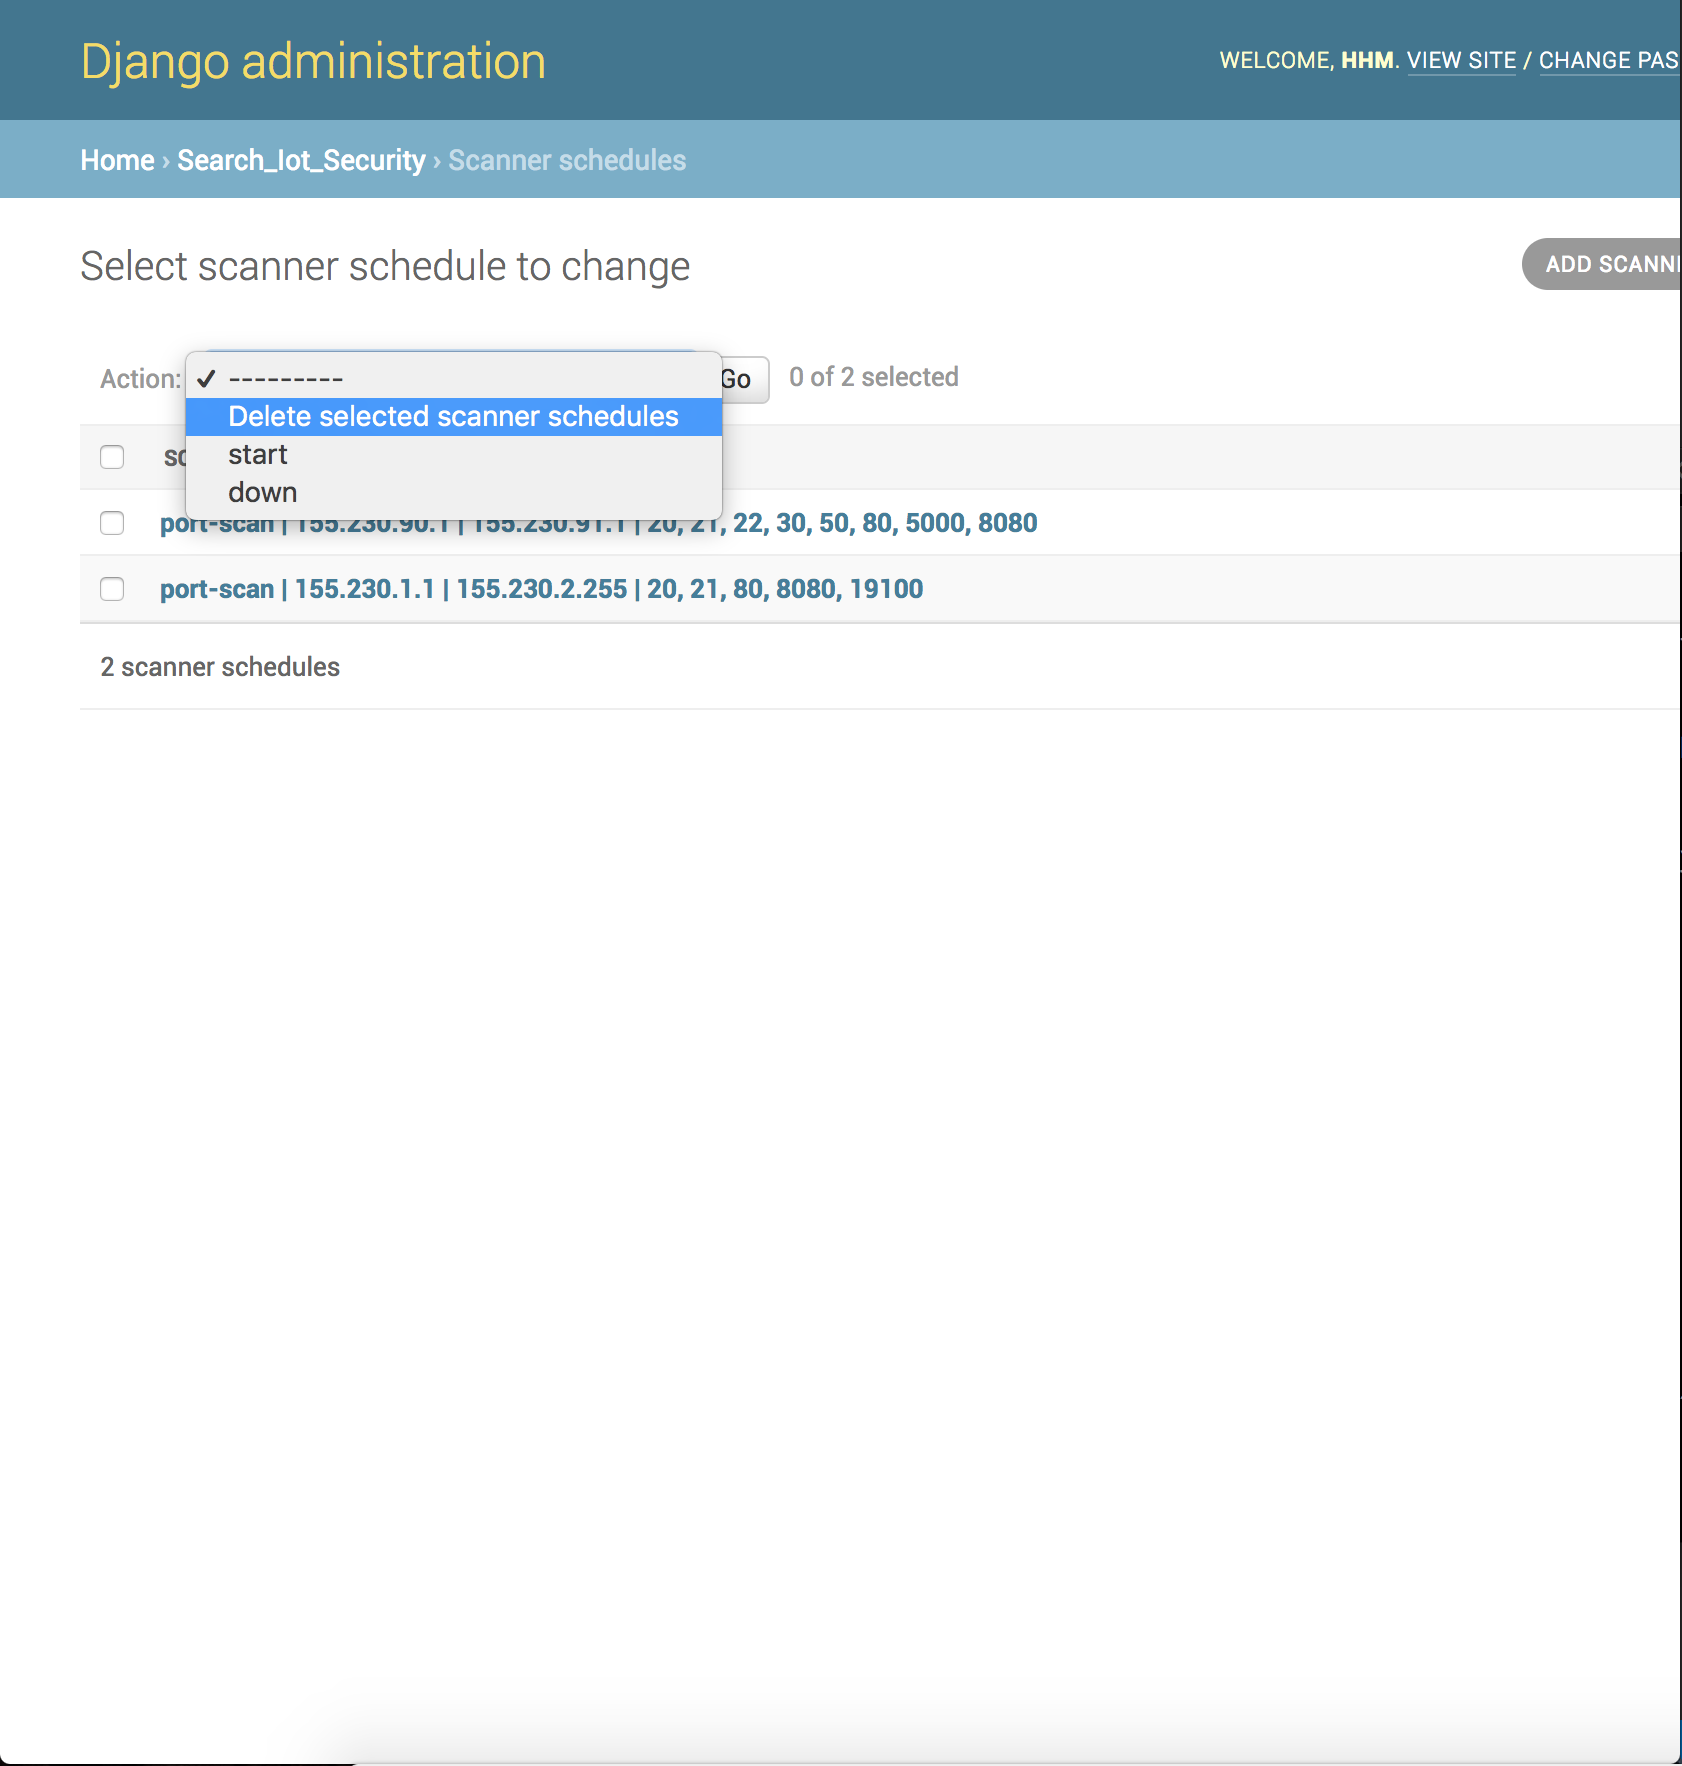 Django administration
WELCOME, HHM. VIEW SITE / CHANGE PAS
Home › Search_Iot_Security › Scanner schedules
Select scanner schedule to change
ADD SCANN
Action:
✓ ---------
Go
0 of 2 selected
Delete selected scanner schedules
start
down
port-scan | 155.230.90.1 | 155.230.91.1 | 20, 21, 22, 30, 50, 80, 5000, 8080
port-scan | 155.230.1.1 | 155.230.2.255 | 20, 21, 80, 8080, 19100
2 scanner schedules